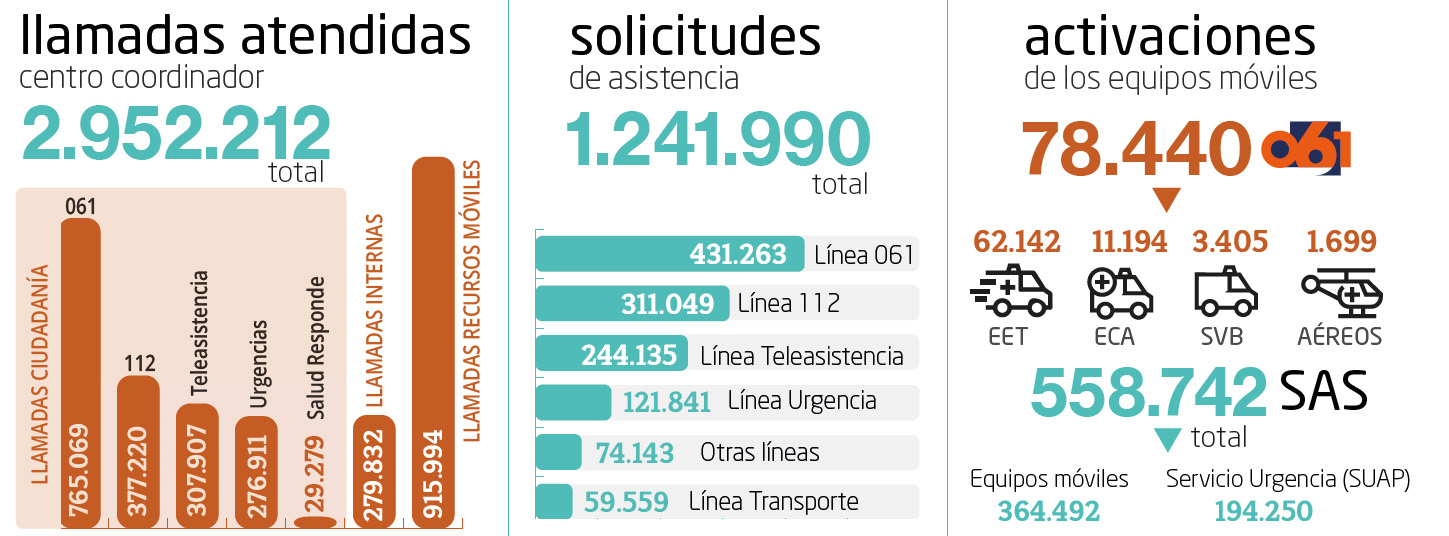 llamadas atendidas
centro coordinador
2.952.212
total
LLAMADAS CIUDADANÍA
061
765.069
112
377.220
Teleasistencia
307.907
Urgencias
276.911
Salud Responde
29.279
LLAMADAS INTERNAS
279.832
LLAMADAS RECURSOS MÓVILES
915.994
solicitudes
de asistencia
1.241.990
total
431.263 Línea 061
311.049 Línea 112
244.135 Línea Teleasistencia
121.841 Línea Urgencia
74.143 Otras líneas
59.559 Línea Transporte
activaciones
de los equipos móviles
78.440 061
62.142 11.194 3.405 1.699
EET ECA SVB AÉREOS
558.742 SAS
total
Equipos móviles Servicio Urgencia (SUAP)
364.492 194.250